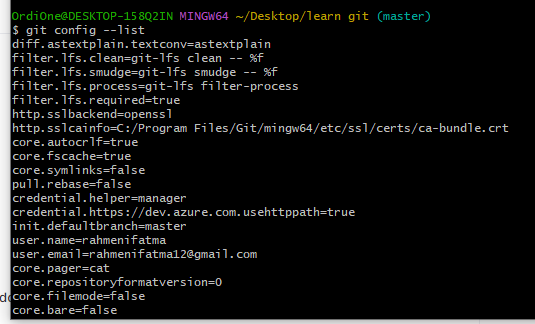 OrdiOne@DESKTOP-158Q2IN MINGW64 ~/Desktop/learn git (master)
$ git config --list
diff.astextplain.textconv=astextplain
filter.lfs.clean=git-lfs clean -- %f
filter.lfs.smudge=git-lfs smudge -- %f
filter.lfs.process=git-lfs filter-process
filter.lfs.required=true
http.sslbackend=openssl
http.sslcainfo=C:/Program Files/Git/mingw64/etc/ssl/certs/ca-bundle.crt
core.autocrlf=true
core.fscache=true
core.symlinks=false
pull.rebase=false
credential.helper=manager
credential.https://dev.azure.com.usehttppath=true
init.defaultbranch=master
user.name=rahmenifatma
user.email=rahmenifatma12@gmail.com
core.pager=cat
core.repositoryformatversion=0
core.filemode=false
core.bare=false